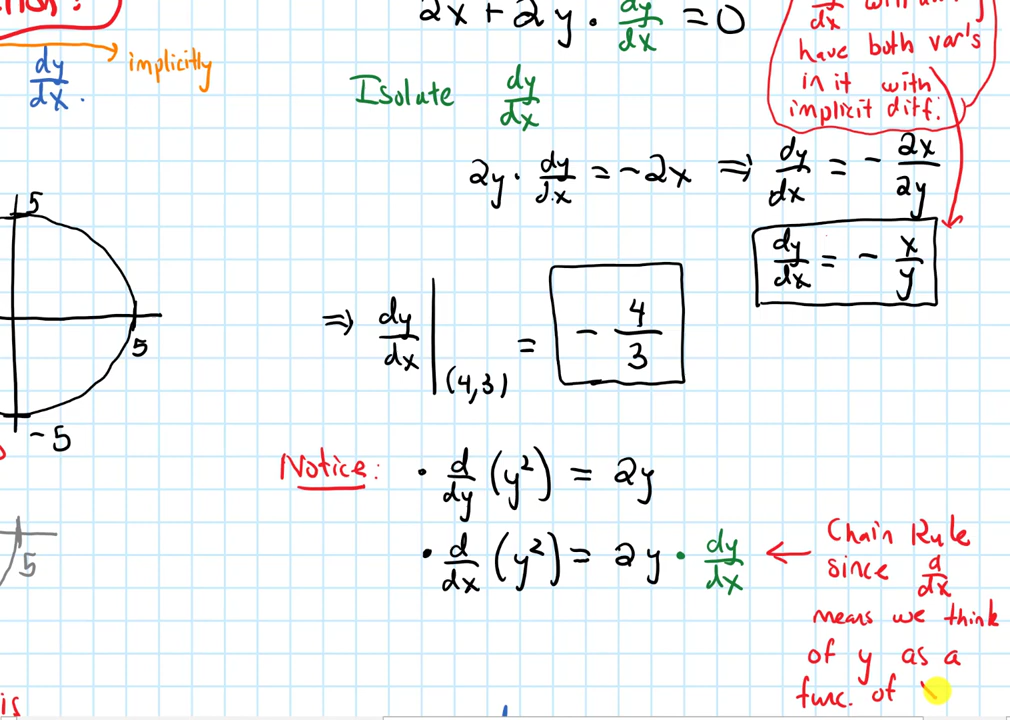 2x + 2y · dy/dx = 0
dy/dx
implicitly
dy/dx.
have both var's
in it with
implicit diff.
Isolate dy/dx
2y · dy/dx = -2x ⇒ dy/dx = - 2x/2y
dy/dx = - x/y
5
5
-5
⇒ dy/dx |(4,3) = - 4/3
Notice: · d/dy (y²) = 2y
· d/dx (y²) = 2y · dy/dx ←
Chain Rule
since d/dx
means we think
of y as a
func. of
5
is